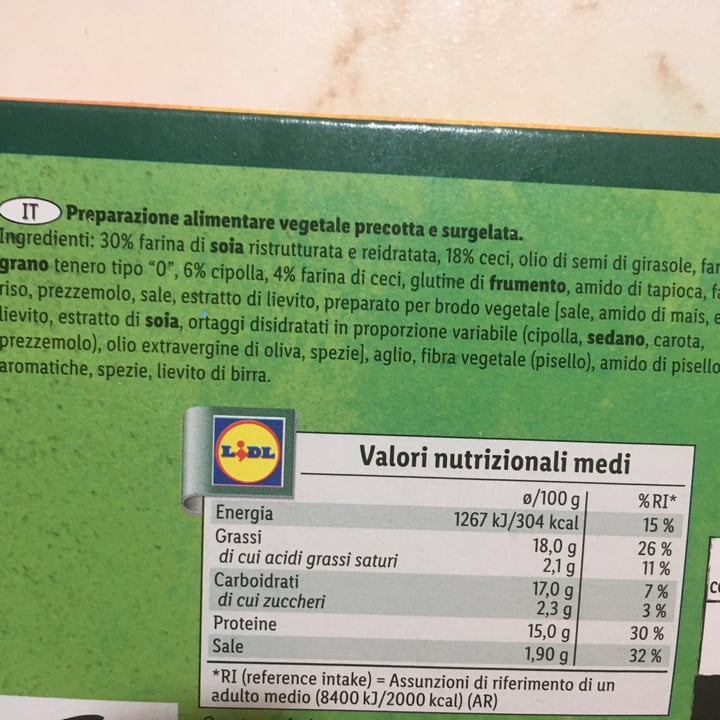 IT Preparazione alimentare vegetale precotta e surgelata.
Ingredienti: 30% farina di soia ristrutturata e reidratata, 18% ceci, olio di semi di girasole, far
grano tenero tipo "0", 6% cipolla, 4% farina di ceci, glutine di frumento, amido di tapioca, fa
riso, prezzemolo, sale, estratto di lievito, preparato per brodo vegetale [sale, amido di mais, e
lievito, estratto di soia, ortaggi disidratati in proporzione variabile (cipolla, sedano, carota,
prezzemolo), olio extravergine di oliva, spezie], aglio, fibra vegetale (pisello), amido di pisello
aromatiche, spezie, lievito di birra.
LIDL
Valori nutrizionali medi
ø/100 g %RI*
Energia 1267 kJ/304 kcal 15 %
Grassi 18,0 g 26 %
di cui acidi grassi saturi 2,1 g 11 %
Carboidrati 17,0 g 7 %
di cui zuccheri 2,3 g 3 %
Proteine 15,0 g 30 %
Sale 1,90 g 32 %
*RI (reference intake) = Assunzioni di riferimento di un
adulto medio (8400 kJ/2000 kcal) (AR)